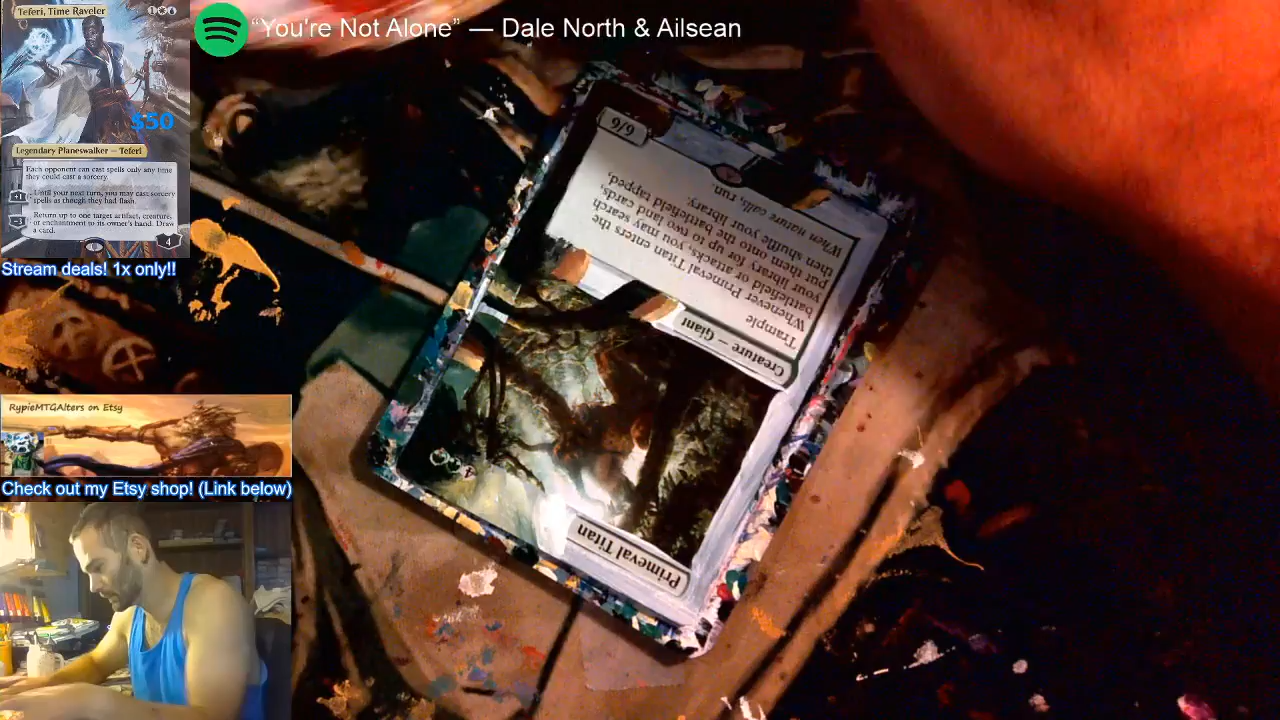 Teferi, Time Raveler
$50
Legendary Planeswalker — Teferi
Each opponent can cast spells only any time
they could cast a sorcery.
+1
Until your next turn, you may cast sorcery
spells as though they had flash.
-3
Return up to one target artifact, creature,
or enchantment to its owner's hand. Draw
a card.
4
Stream deals! 1x only!!
RypieMTGAlters on Etsy
Check out my Etsy shop! (Link below)
“You're Not Alone” — Dale North & Ailsean
Primeval Titan
Creature — Giant
Trample
Whenever Primeval Titan enters the
battlefield or attacks, you may search
your library for up to two land cards,
put them onto the battlefield tapped,
then shuffle your library.
When nature calls, run.
6/6